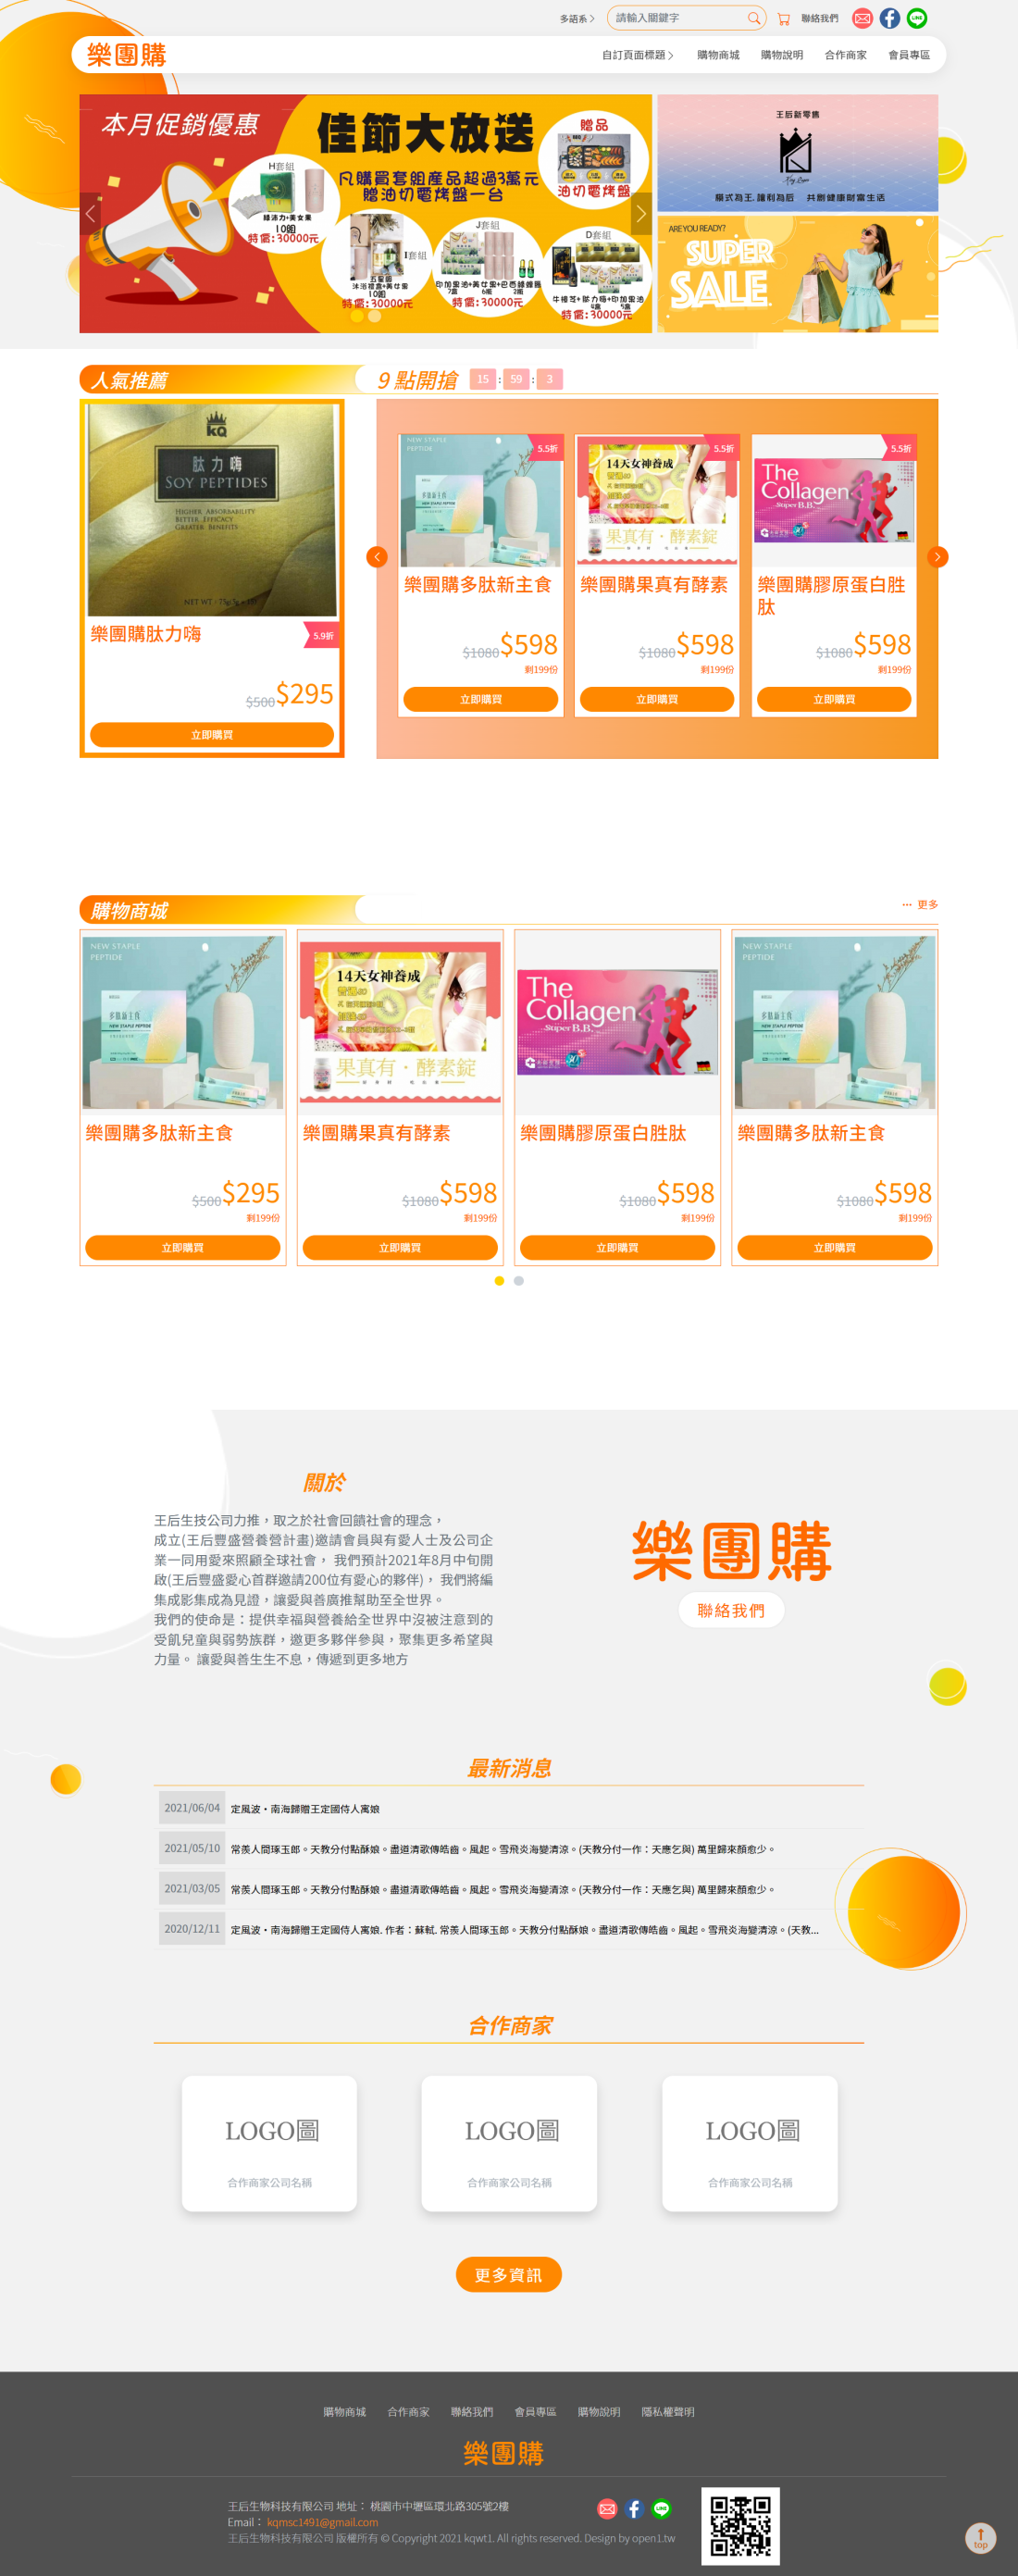 多語系
請輸入關鍵字
聯絡我們
樂團購
自訂頁面標題
購物商城
購物說明
合作商家
會員專區
本月促銷優惠
佳節大放送
凡購買套組產品超過3萬元
贈油切電烤盤一台
贈品
油切電烤盤
H套組
10組
特價:30000元
I套組
沐浴禮盒+美女果
10組
特價:30000元
J套組
特價:30000元
D套組
特價:30000元
王后新零售
模式為王,讓利為后 共創健康財富生活
ARE YOU READY?
SUPER
SALE
人氣推薦
9 點開搶
15 : 59 : 3
KQ
肽力嗨
SOY PEPTIDES
HIGHER ABSORBABILITY
BETTER EFFICACY
GREATER BENEFITS
樂團購肽力嗨
5.9折
$500 $295
立即購買
NEW STAPLE
PEPTIDE
5.5折
樂團購多肽新主食
$1080 $598
剩199份
立即購買
14天女神養成
果真有・酵素錠
5.5折
樂團購果真有酵素
$1080 $598
剩199份
立即購買
The
Collagen
Super B.B.
5.5折
樂團購膠原蛋白胜
肽
$1080 $598
剩199份
立即購買
購物商城
··· 更多
NEW STAPLE
PEPTIDE
多肽新主食
NEW STAPLE PEPTIDE
樂團購多肽新主食
$500 $295
剩199份
立即購買
14天女神養成
果真有・酵素錠
樂團購果真有酵素
$1080 $598
剩199份
立即購買
The
Collagen
Super B.B.
樂團購膠原蛋白胜肽
$1080 $598
剩199份
立即購買
NEW STAPLE
PEPTIDE
多肽新主食
NEW STAPLE PEPTIDE
樂團購多肽新主食
$1080 $598
剩199份
立即購買
關於
王后生技公司力推，取之於社會回饋社會的理念，
成立(王后豐盛營養營計畫)邀請會員與有愛人士及公司企
業一同用愛來照顧全球社會， 我們預計2021年8月中旬開
啟(王后豐盛愛心首群邀請200位有愛心的夥伴)， 我們將編
集成影集成為見證，讓愛與善廣推幫助至全世界。
我們的使命是：提供幸福與營養給全世界中沒被注意到的
受飢兒童與弱勢族群，邀更多夥伴參與，聚集更多希望與
力量。 讓愛與善生生不息，傳遞到更多地方
樂團購
聯絡我們
最新消息
2021/06/04 定風波・南海歸贈王定國侍人寓娘
2021/05/10 常羨人間琢玉郎。天教分付點酥娘。盡道清歌傳皓齒。風起。雪飛炎海變清涼。(天教分付一作：天應乞與) 萬里歸來顏愈少。
2021/03/05 常羨人間琢玉郎。天教分付點酥娘。盡道清歌傳皓齒。風起。雪飛炎海變清涼。(天教分付一作：天應乞與) 萬里歸來顏愈少。
2020/12/11 定風波・南海歸贈王定國侍人寓娘. 作者：蘇軾. 常羨人間琢玉郎。天教分付點酥娘。盡道清歌傳皓齒。風起。雪飛炎海變清涼。(天教...
合作商家
LOGO圖
合作商家公司名稱
LOGO圖
合作商家公司名稱
LOGO圖
合作商家公司名稱
更多資訊
購物商城
合作商家
聯絡我們
會員專區
購物說明
隱私權聲明
樂團購
王后生物科技有限公司 地址： 桃園市中壢區環北路305號2樓
Email： kqmsc1491@gmail.com
王后生物科技有限公司 版權所有 © Copyright 2021 kqwt1. All rights reserved. Design by open1.tw
top